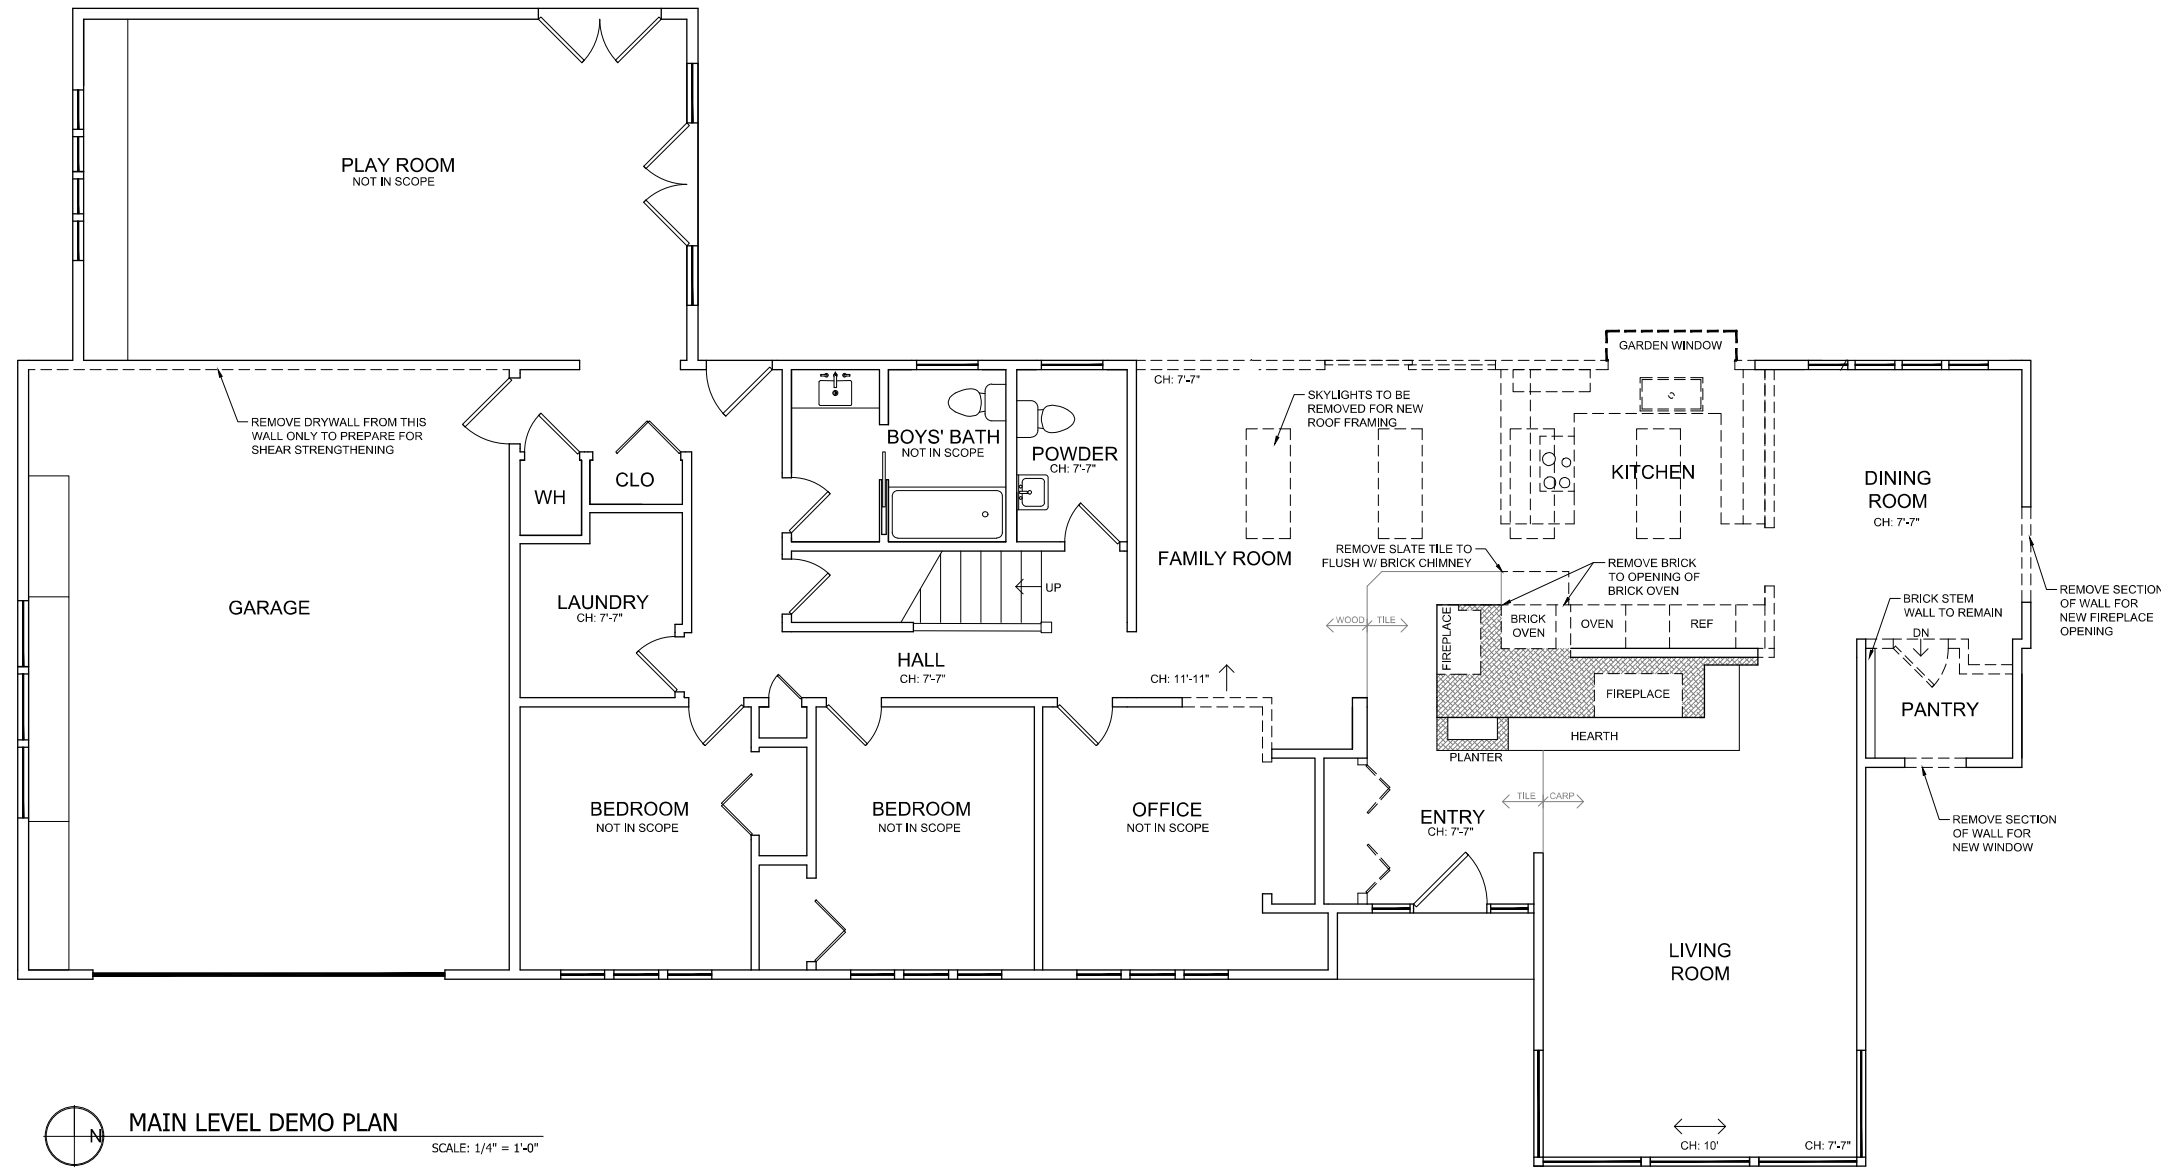 PLAY ROOM
NOT IN SCOPE
GARDEN WINDOW
CH: 7'-7"
SKYLIGHTS TO BE
REMOVED FOR NEW
ROOF FRAMING
REMOVE DRYWALL FROM THIS
WALL ONLY TO PREPARE FOR
SHEAR STRENGTHENING
BOYS' BATH
NOT IN SCOPE
POWDER
CH: 7'-7"
KITCHEN
DINING
ROOM
CH: 7'-7"
WH
CLO
FAMILY ROOM
REMOVE SLATE TILE TO
FLUSH W/ BRICK CHIMNEY
REMOVE BRICK
TO OPENING OF
BRICK OVEN
UP
GARAGE
LAUNDRY
CH: 7'-7"
WOOD
TILE
FIREPLACE
BRICK
OVEN
OVEN
REF
BRICK STEM
WALL TO REMAIN
REMOVE SECTION
OF WALL FOR
NEW FIREPLACE
OPENING
DN
HALL
CH: 7'-7"
CH: 11'-11"
FIREPLACE
PANTRY
HEARTH
PLANTER
BEDROOM
NOT IN SCOPE
BEDROOM
NOT IN SCOPE
OFFICE
NOT IN SCOPE
TILE
CARP
ENTRY
CH: 7'-7"
REMOVE SECTION
OF WALL FOR
NEW WINDOW
LIVING
ROOM
CH: 10'
CH: 7'-7"
N
MAIN LEVEL DEMO PLAN
SCALE: 1/4" = 1'-0"